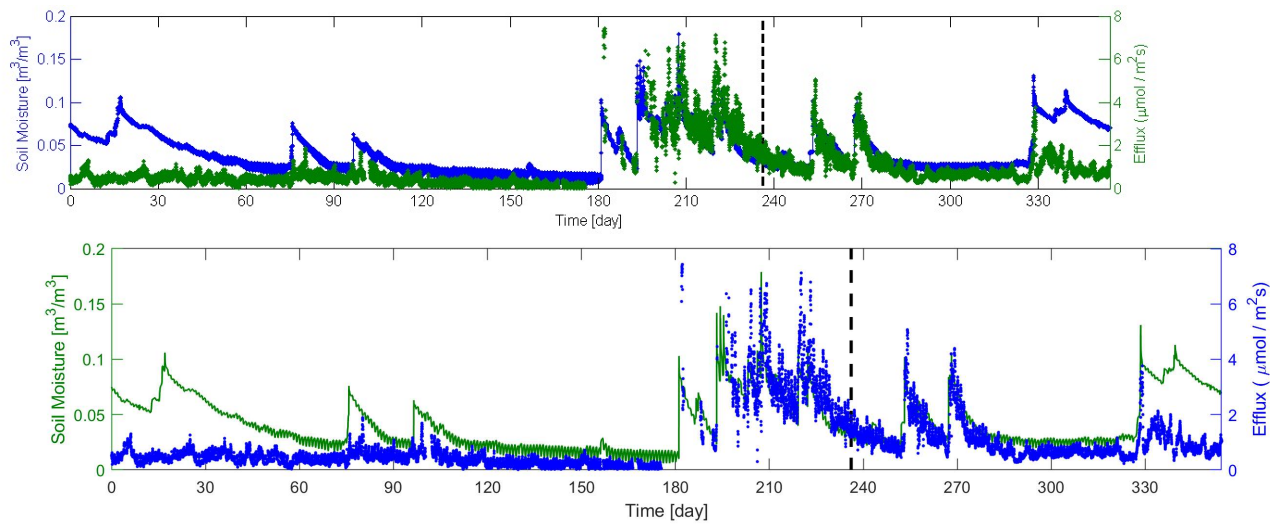 0.2
0.15
0.1
0.05
0
Soil Moisture [m³/m³]
8
6
4
2
0
Efflux (μmol / m²s)
0 30 60 90 120 150 180 210 240 270 300 330
Time [day]
0.2
0.15
0.1
0.05
0
Soil Moisture [m³/m³]
8
6
4
2
0
Efflux ( μmol / m²s)
0 30 60 90 120 150 180 210 240 270 300 330
Time [day]